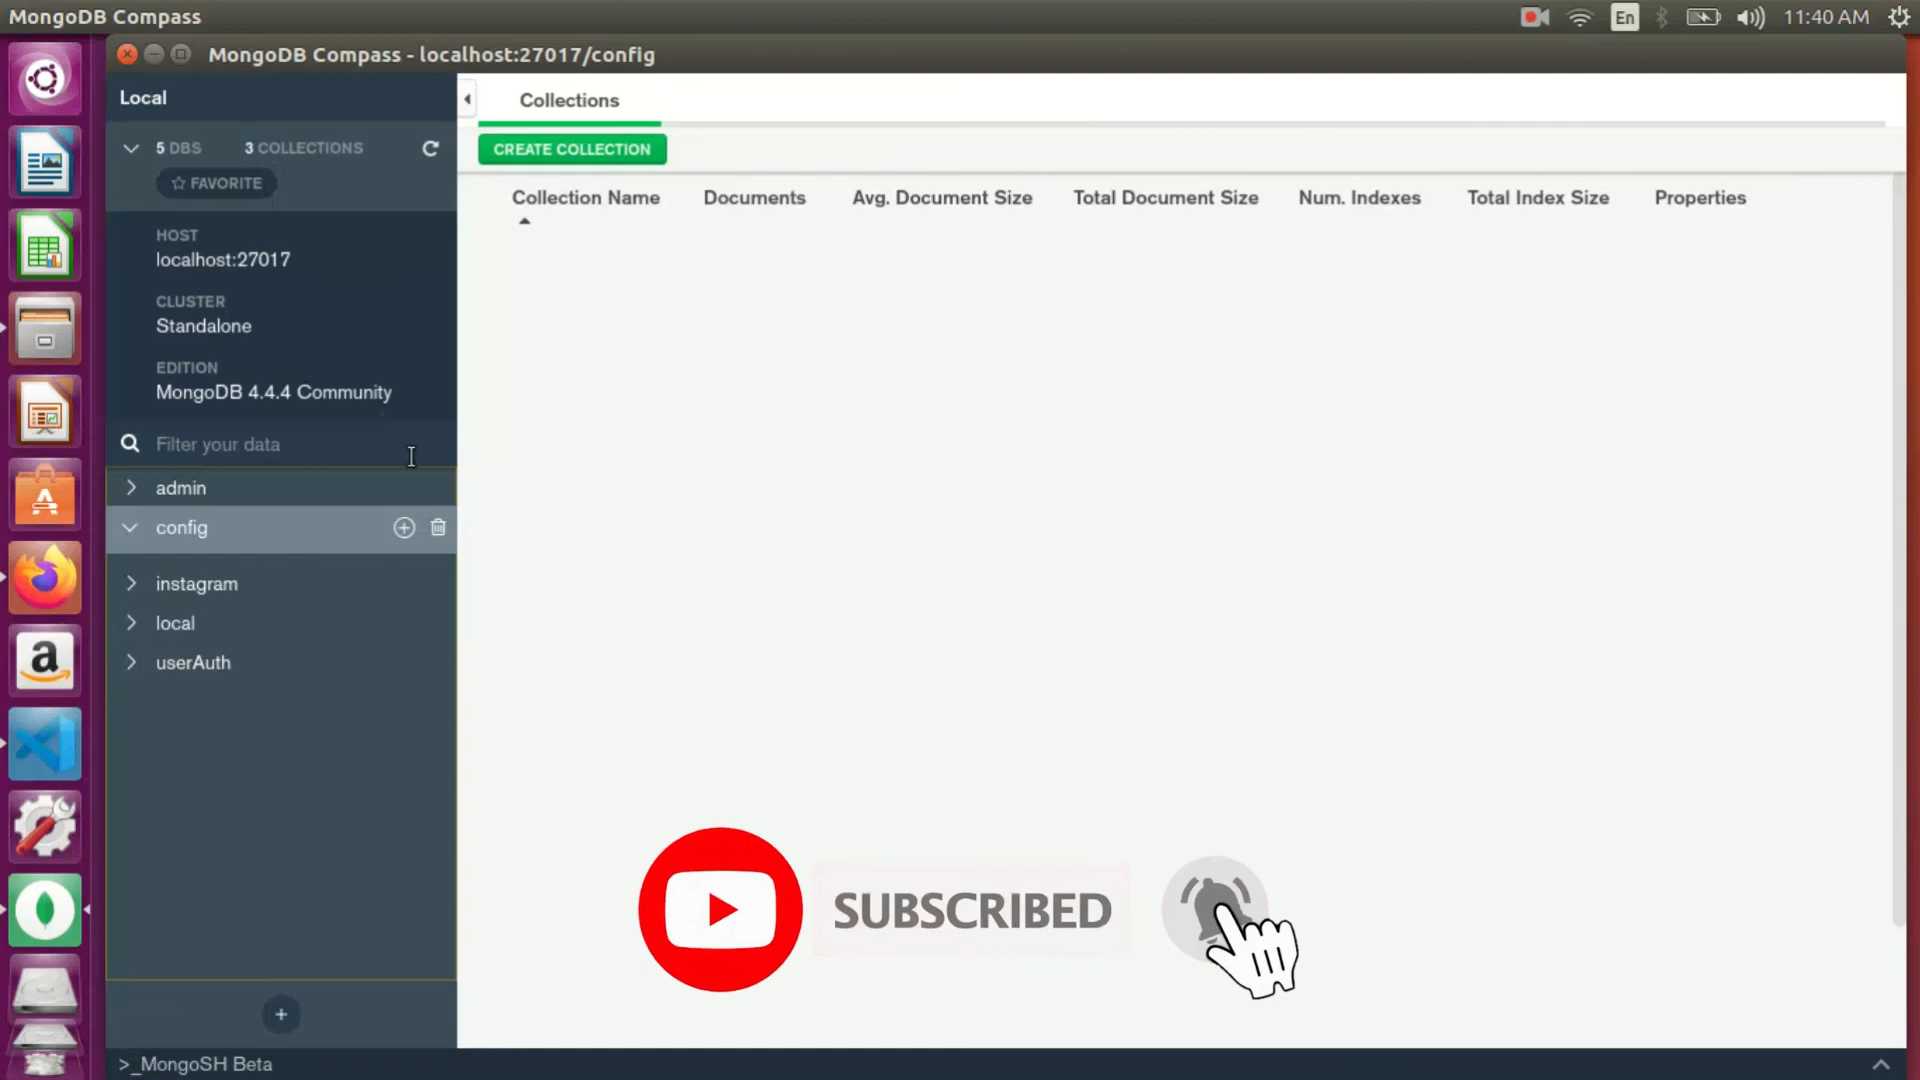 MongoDB Compass
En
11:40 AM
MongoDB Compass - localhost:27017/config
Local
5 DBS
3 COLLECTIONS
FAVORITE
HOST
localhost:27017
CLUSTER
Standalone
EDITION
MongoDB 4.4.4 Community
Filter your data
admin
config
instagram
local
userAuth
>_MongoSH Beta
Collections
CREATE COLLECTION
Collection Name
Documents
Avg. Document Size
Total Document Size
Num. Indexes
Total Index Size
Properties
SUBSCRIBED